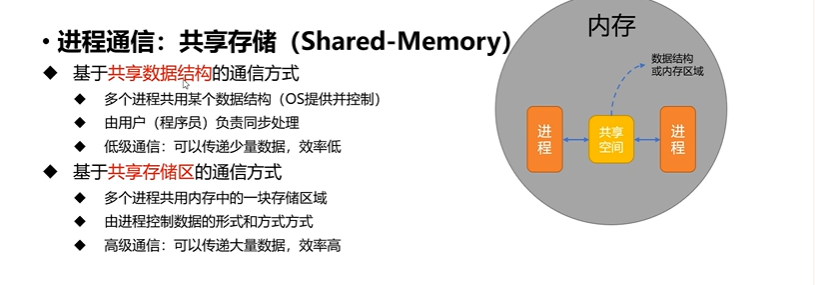 • 进程通信：共享存储（Shared-Memory）
◆ 基于共享数据结构的通信方式
◆ 多个进程共用某个数据结构（OS提供并控制）
◆ 由用户（程序员）负责同步处理
◆ 低级通信：可以传递少量数据，效率低
◆ 基于共享存储区的通信方式
◆ 多个进程共用内存中的一块存储区域
◆ 由进程控制数据的形式和方式方式
◆ 高级通信：可以传递大量数据，效率高
内存
数据结构
或内存区域
进
程
共享
空间
进
程